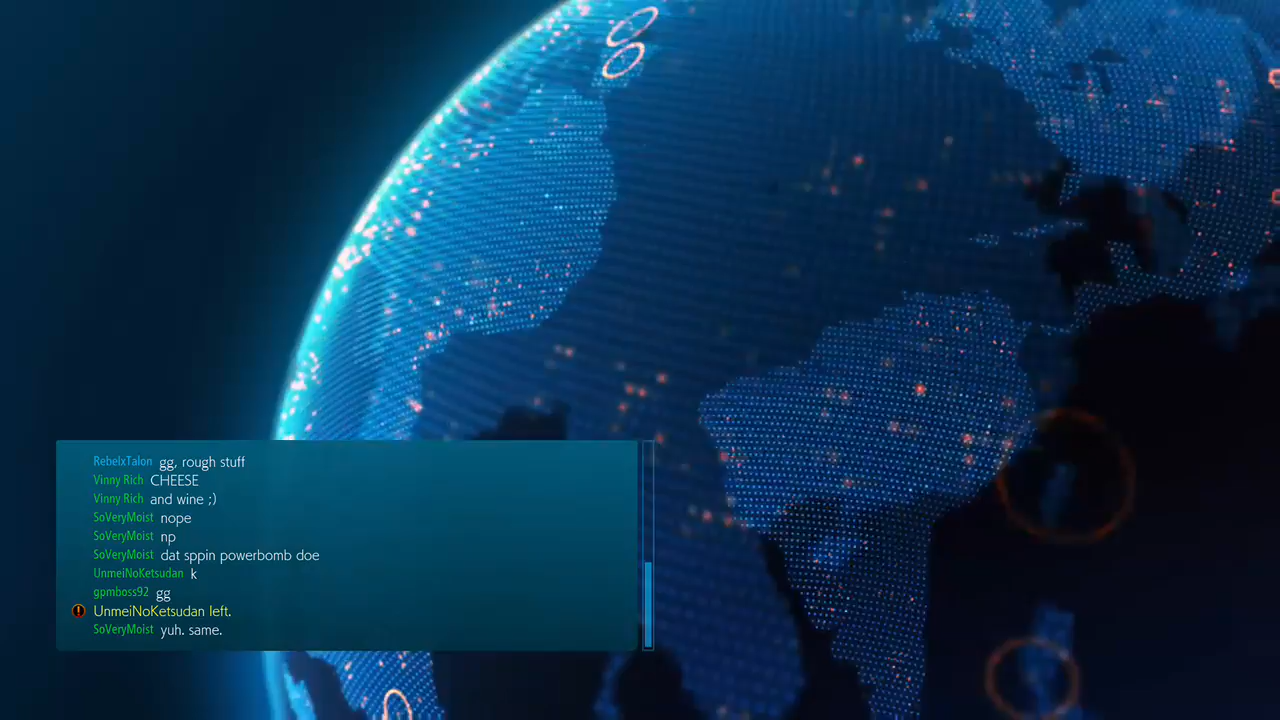 RebelxTalon gg, rough stuff
Vinny Rich CHEESE
Vinny Rich and wine ;)
SoVeryMoist nope
SoVeryMoist np
SoVeryMoist dat sppin powerbomb doe
UnmeiNoKetsudan k
gpmboss92 gg
UnmeiNoKetsudan left.
SoVeryMoist yuh. same.